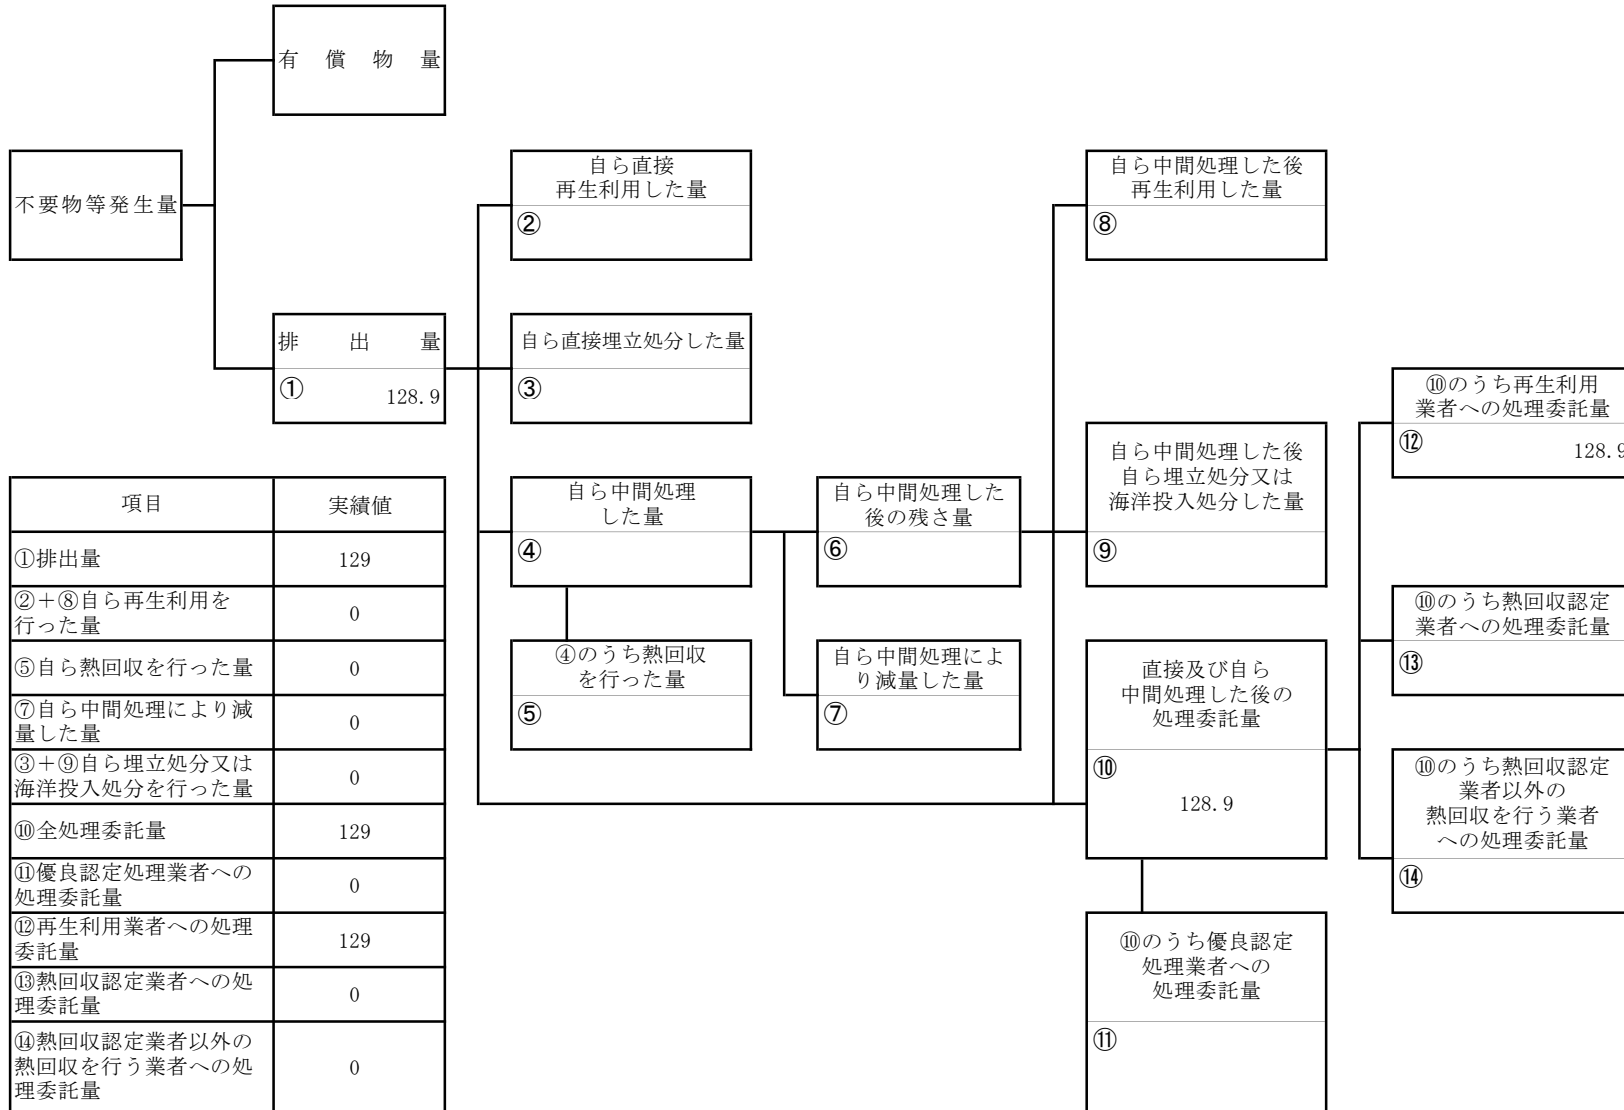 有償物量
不要物等発生量
自ら直接
再生利用した量
②
自ら中間処理した後
再生利用した量
⑧
排出量
①
128.9
自ら直接埋立処分した量
③
⑩のうち再生利用
業者への処理委託量
⑫
128.9
自ら中間処理した後
自ら埋立処分又は
海洋投入処分した量
⑨
自ら中間処理
した量
④
自ら中間処理した
後の残さ量
⑥
④のうち熱回収
を行った量
⑤
自ら中間処理によ
り減量した量
⑦
直接及び自ら
中間処理した後の
処理委託量
⑩
128.9
⑩のうち熱回収認定
業者への処理委託量
⑬
⑩のうち熱回収認定
業者以外の
熱回収を行う業者
への処理委託量
⑭
⑩のうち優良認定
処理業者への
処理委託量
⑪
項目 実績値
①排出量 129
②+⑧自ら再生利用を
行った量 0
⑤自ら熱回収を行った量 0
⑦自ら中間処理により減
量した量 0
③+⑨自ら埋立処分又は
海洋投入処分を行った量 0
⑩全処理委託量 129
⑪優良認定処理業者への
処理委託量 0
⑫再生利用業者への処理
委託量 129
⑬熱回収認定業者への処
理委託量 0
⑭熱回収認定業者以外の
熱回収を行う業者への処
理委託量 0